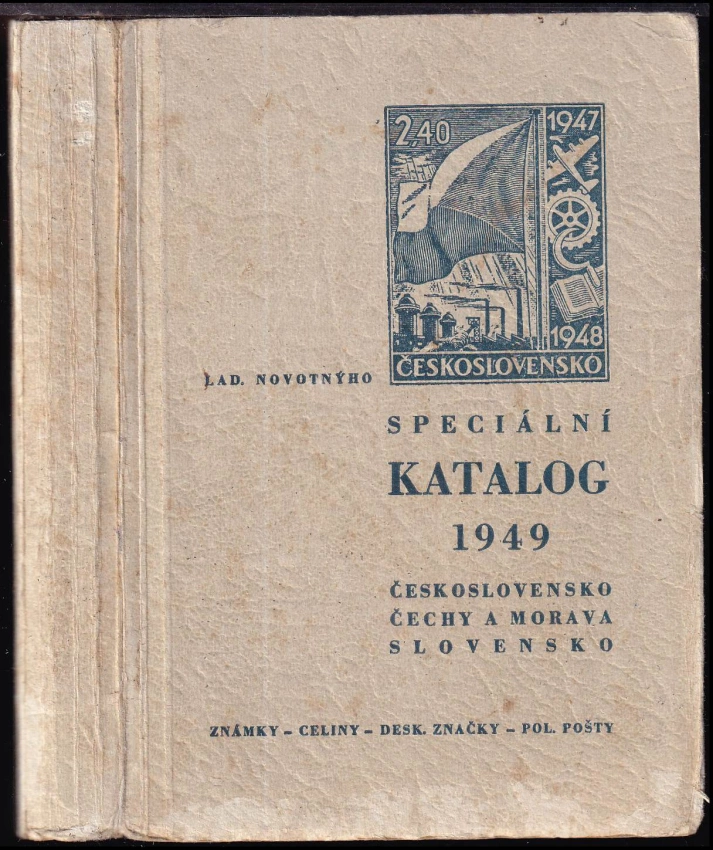 2,40
1947
1948
ČESKOSLOVENSKO
LAD. NOVOTNÝHO
SPECIÁLNÍ
KATALOG
1949
ČESKOSLOVENSKO
ČECHY A MORAVA
SLOVENSKO
ZNÁMKY – CELINY – DESK. ZNAČKY – POL. POŠTY